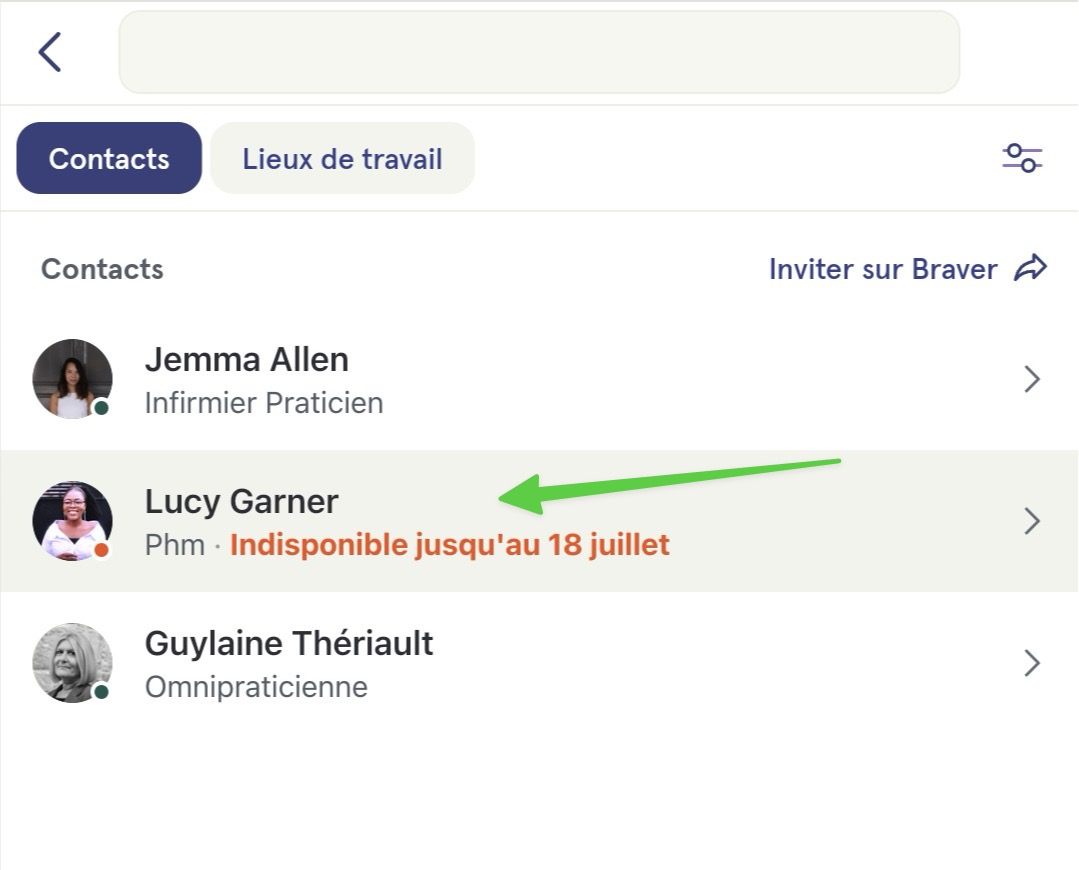 Contacts
Lieux de travail
Contacts
Inviter sur Braver
Jemma Allen
Infirmier Praticien
Lucy Garner
Phm · Indisponible jusqu'au 18 juillet
Guylaine Thériault
Omnipraticienne